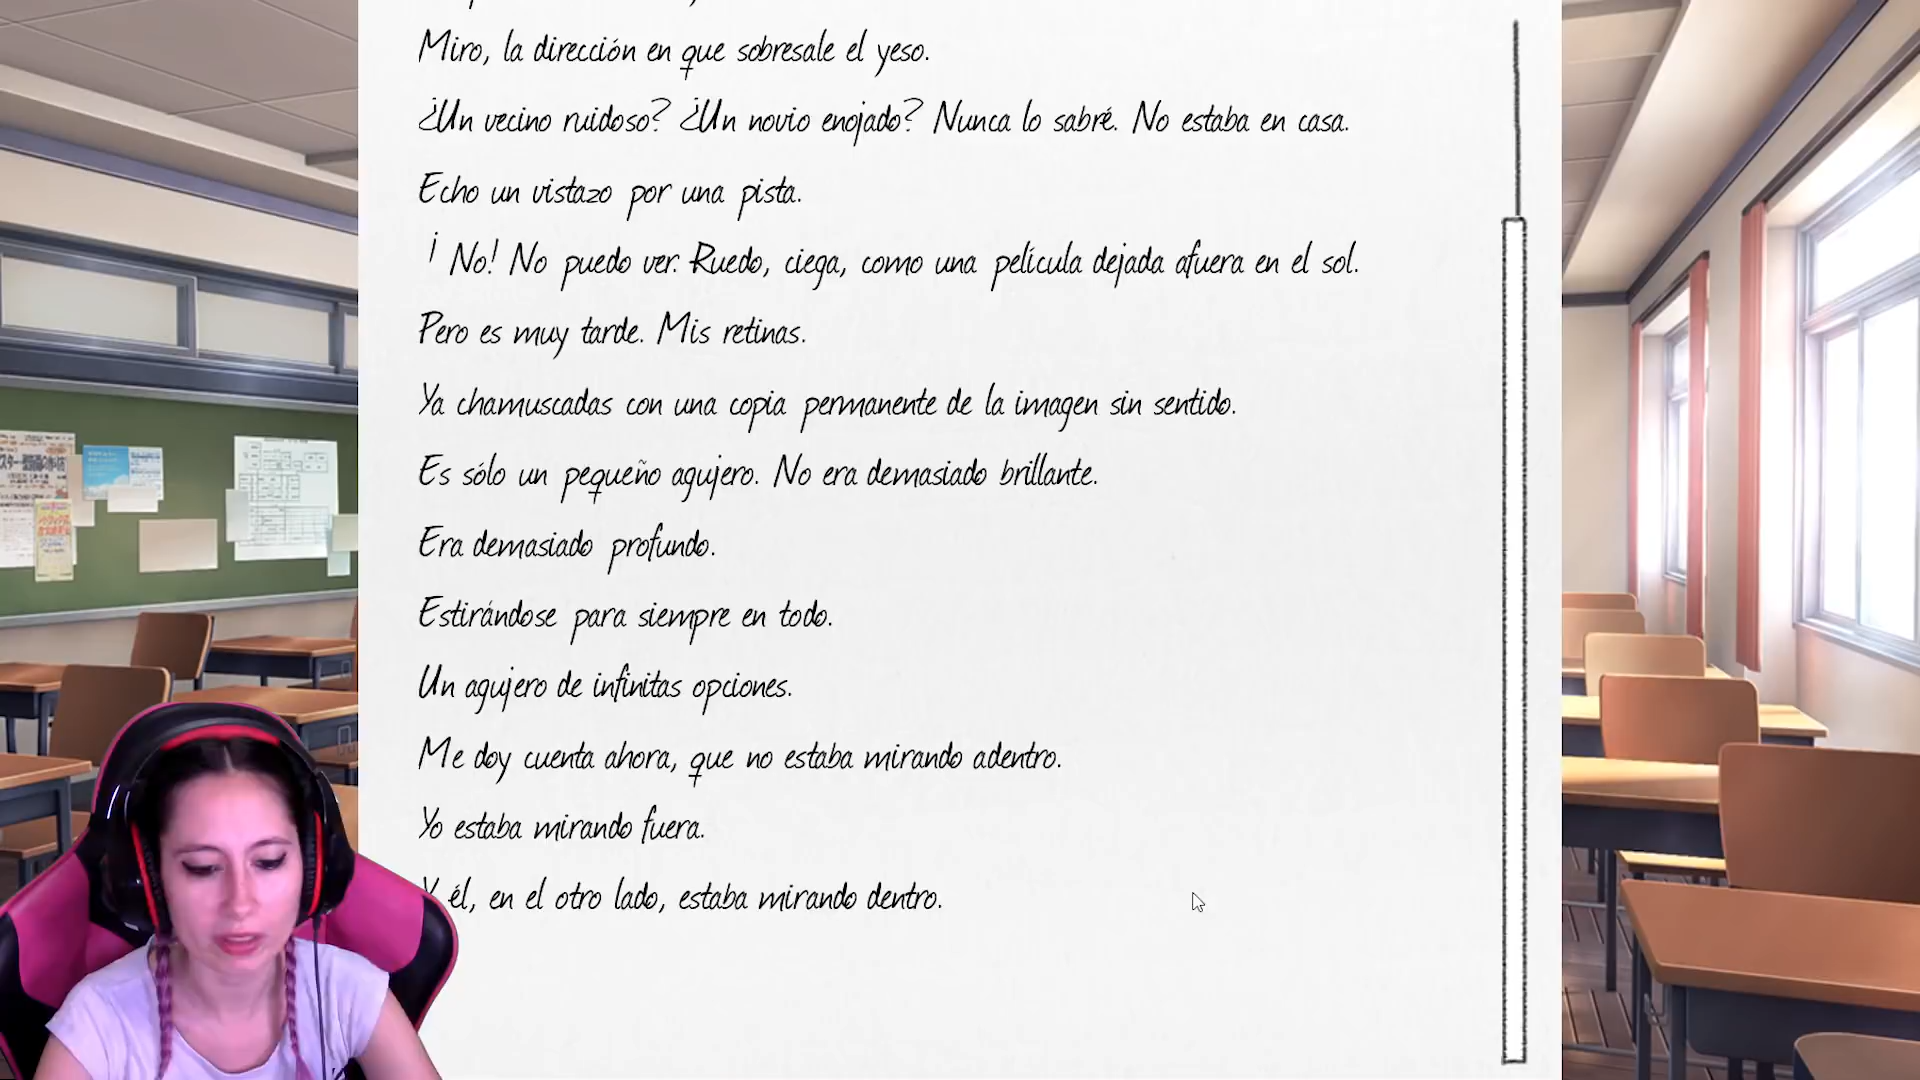 Miro, la dirección en que sobresale el yeso.
¿Un vecino ruidoso? ¿Un novio enojado? Nunca lo sabré. No estaba en casa.
Echo un vistazo por una pista.
¡ No! No puedo ver. Ruedo, ciega, como una película dejada afuera en el sol.
Pero es muy tarde. Mis retinas.
Ya chamuscadas con una copia permanente de la imagen sin sentido.
Es sólo un pequeño agujero. No era demasiado brillante.
Era demasiado profundo.
Estirándose para siempre en todo.
Un agujero de infinitas opciones.
Me doy cuenta ahora, que no estaba mirando adentro.
Yo estaba mirando fuera.
Y él, en el otro lado, estaba mirando dentro.